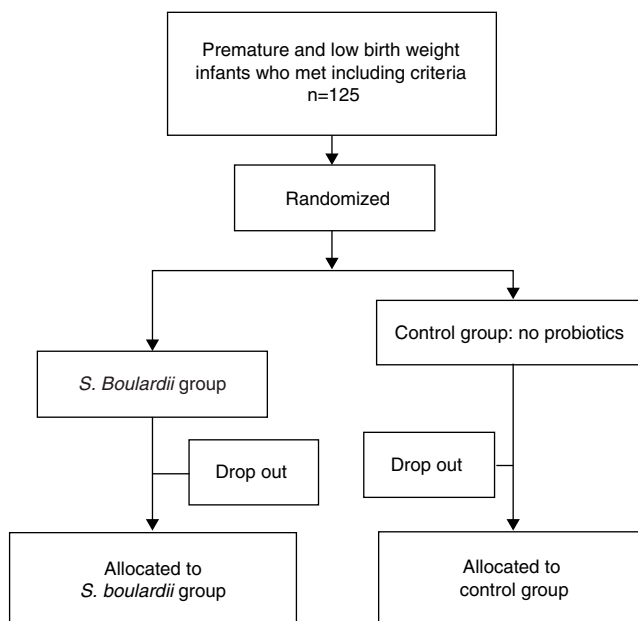 Premature and low birth weight
infants who met including criteria
n=125
Randomized
Control group: no probiotics
S. Boulardii group
Drop out
Drop out
Allocated to
S. boulardii group
Allocated to
control group